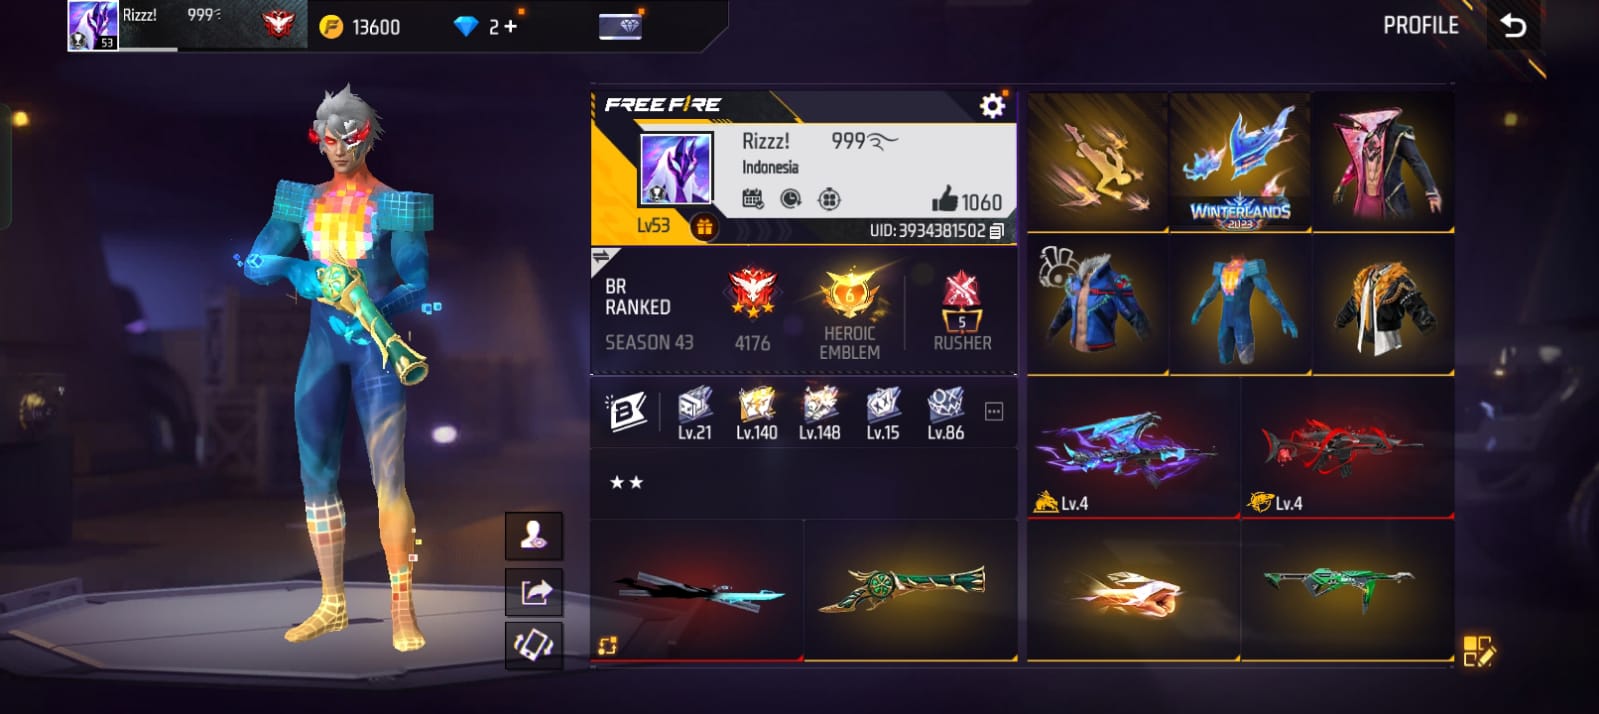 Rizzz! 999
53
13600
2 +
PROFILE
FREE FIRE
Rizzz! 999
Indonesia
1060
Lv53
UID: 3934381502
BR
RANKED
SEASON 43
4176
6
HEROIC
EMBLEM
5
RUSHER
B
Lv.21
Lv.140
Lv.148
Lv.15
Lv.86
WINTERLANDS
2023
Lv.4
Lv.4